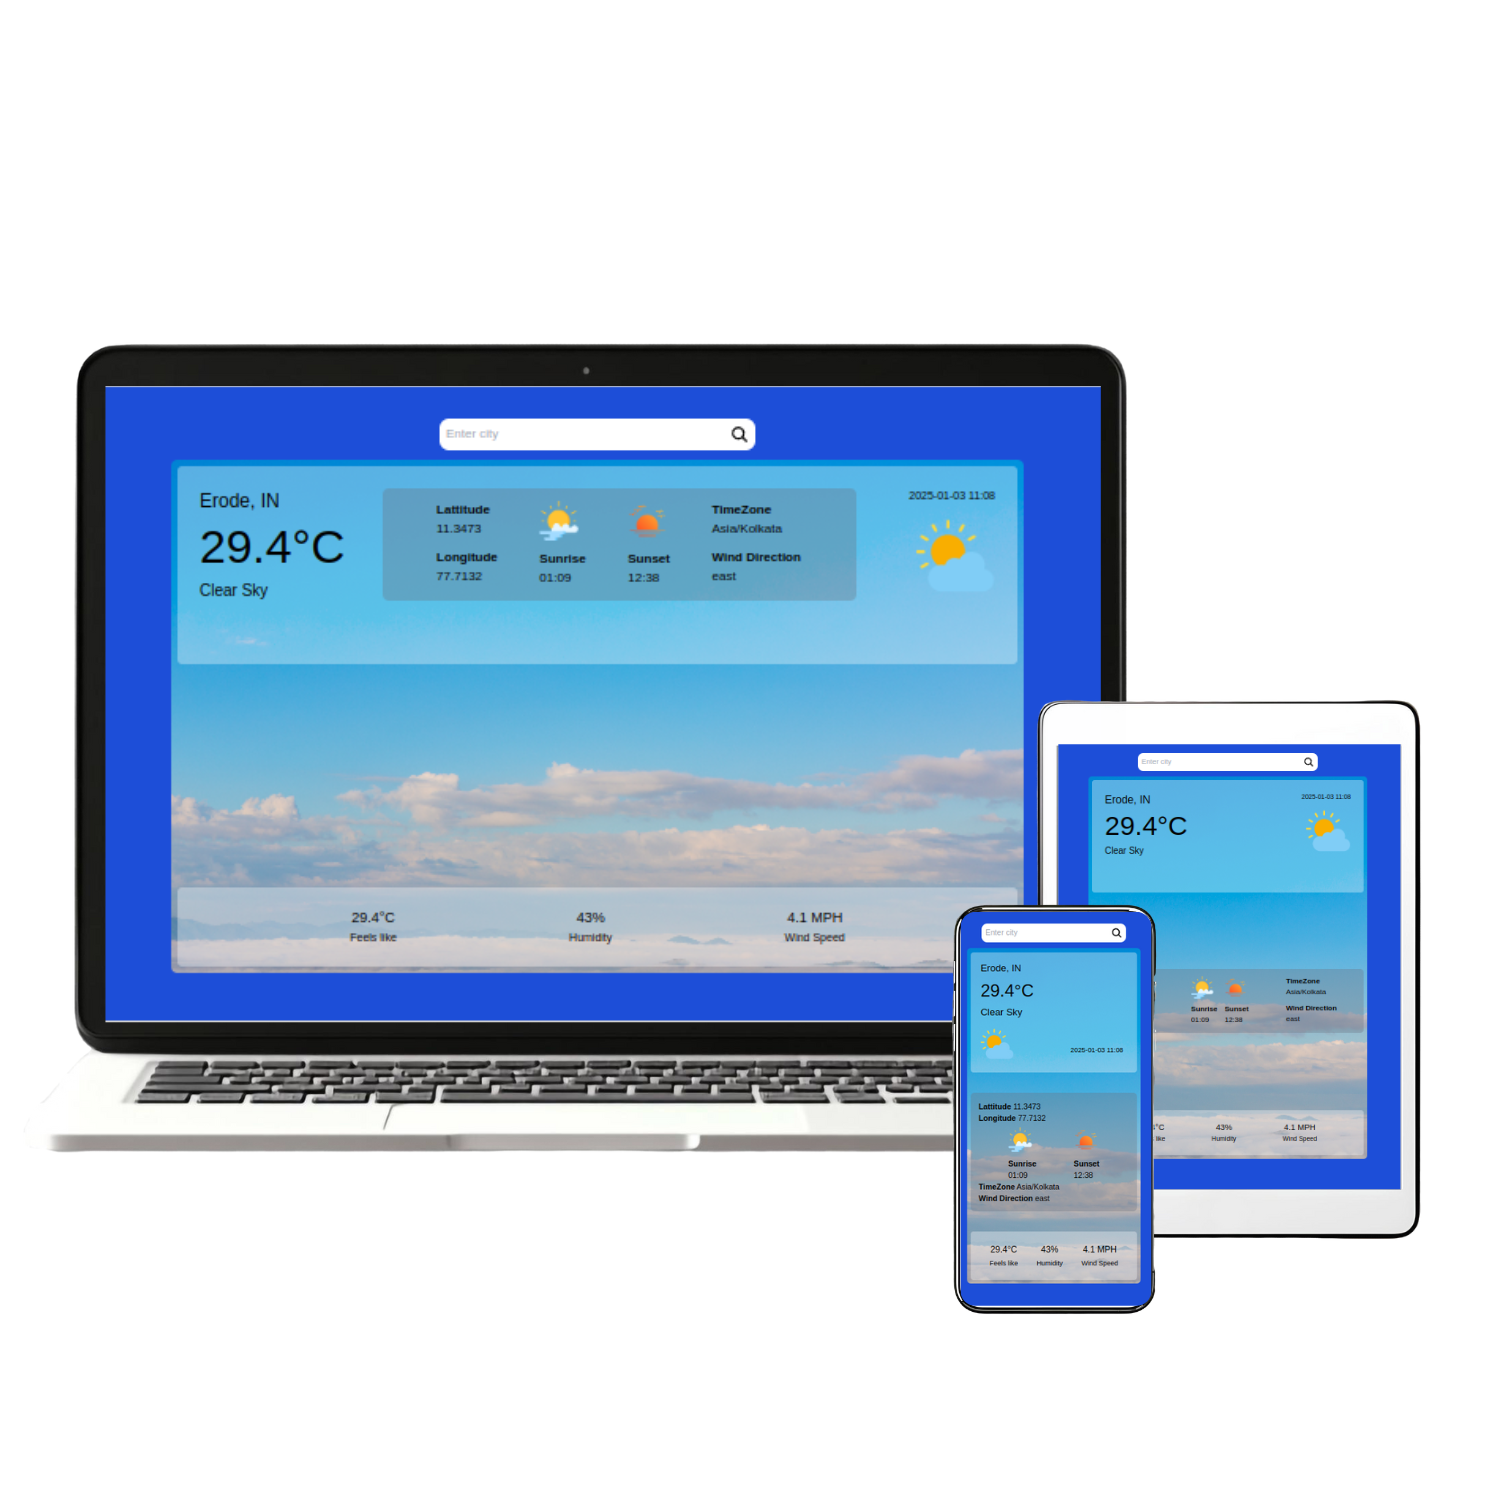 Enter city
Erode, IN
29.4°C
Clear Sky
Lattitude
11.3473
Longitude
77.7132
Sunrise
01:09
Sunset
12:38
TimeZone
Asia/Kolkata
Wind Direction
east
2025-01-03 11:08
29.4°C
Feels like
43%
Humidity
4.1 MPH
Wind Speed
Enter city
Erode, IN
29.4°C
Clear Sky
2025-01-03 11:08
Sunrise
01:09
Sunset
12:38
TimeZone
Asia/Kolkata
Wind Direction
east
°C
like
43%
Humidity
4.1 MPH
Wind Speed
Enter city
Erode, IN
29.4°C
Clear Sky
2025-01-03 11:08
Lattitude 11.3473
Longitude 77.7132
Sunrise
01:09
Sunset
12:38
TimeZone Asia/Kolkata
Wind Direction east
29.4°C
Feels like
43%
Humidity
4.1 MPH
Wind Speed